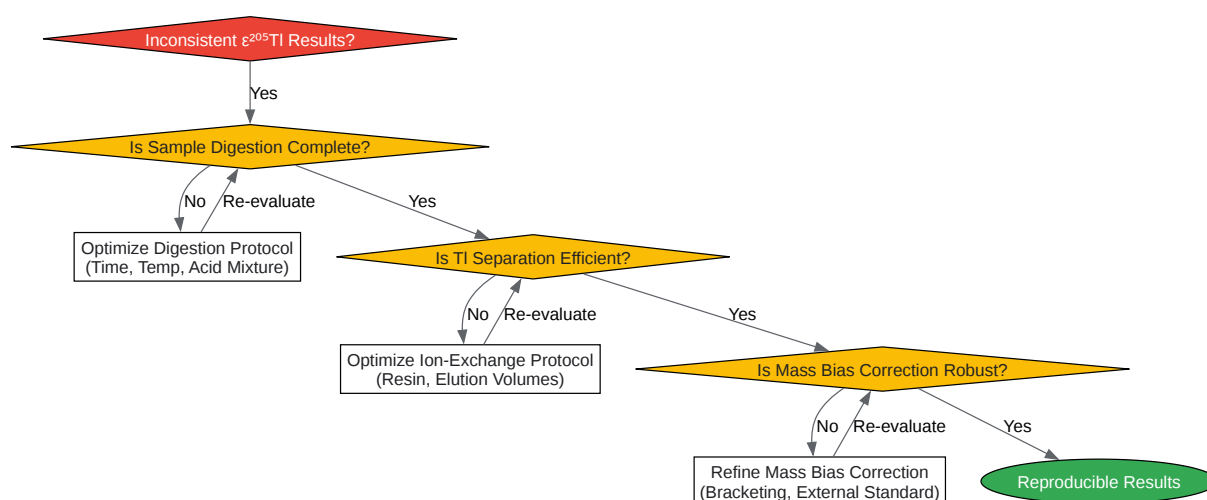 Inconsistent ε²⁰⁵Tl Results?
Yes
Is Sample Digestion Complete?
No
Re-evaluate
Yes
Optimize Digestion Protocol
(Time, Temp, Acid Mixture)
Is Tl Separation Efficient?
No
Re-evaluate
Yes
Optimize Ion-Exchange Protocol
(Resin, Elution Volumes)
Is Mass Bias Correction Robust?
No
Re-evaluate
Yes
Refine Mass Bias Correction
(Bracketing, External Standard)
Reproducible Results